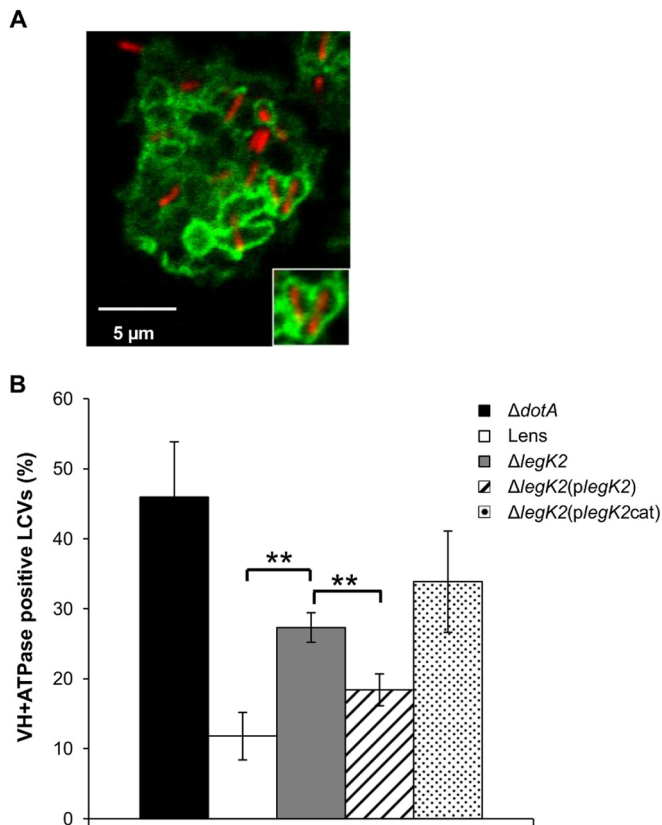 A
5 μm
B
VH+ATPase positive LCVs (%)
60
50
40
30
20
10
0
**
**
ΔdotA
Lens
ΔlegK2
ΔlegK2(plegK2)
ΔlegK2(plegK2cat)